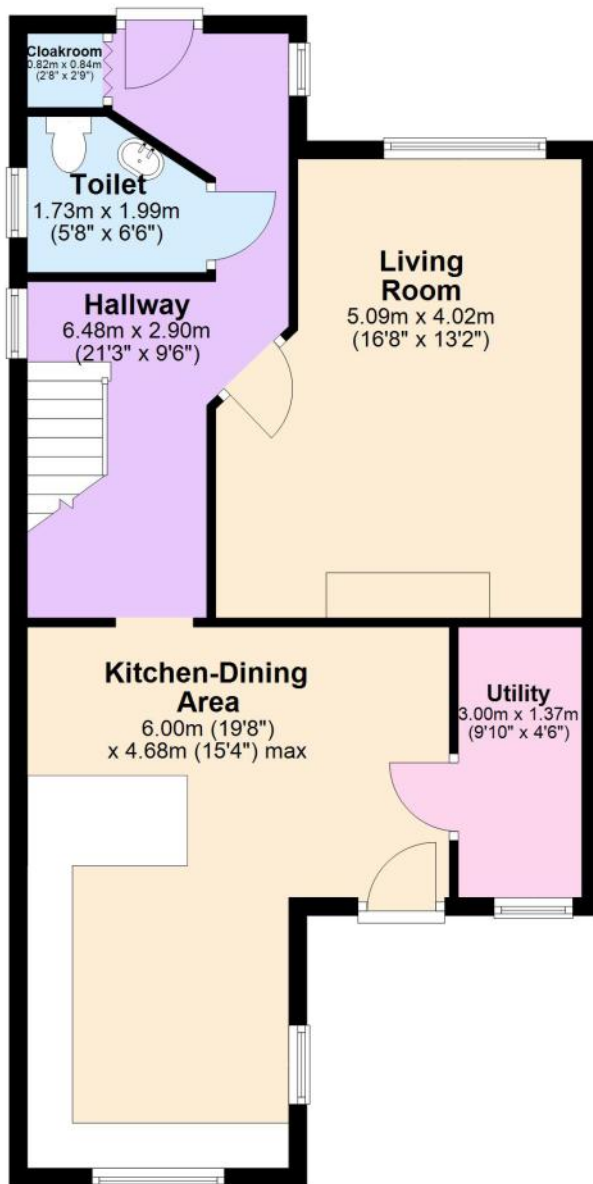 Cloakroom
0.82m x 0.84m
(2'8" x 2'9")
Toilet
1.73m x 1.99m
(5'8" x 6'6")
Living
Room
5.09m x 4.02m
(16'8" x 13'2")
Hallway
6.48m x 2.90m
(21'3" x 9'6")
Kitchen-Dining
Area
6.00m (19'8")
x 4.68m (15'4") max
Utility
3.00m x 1.37m
(9'10" x 4'6")